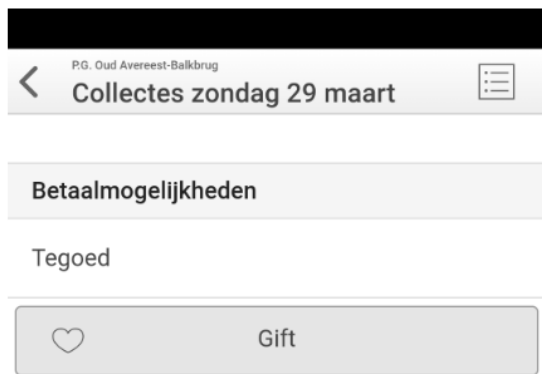 P.G. Oud Avereest-Balkbrug
Collectes zondag 29 maart
Betaalmogelijkheden
Tegoed
Gift